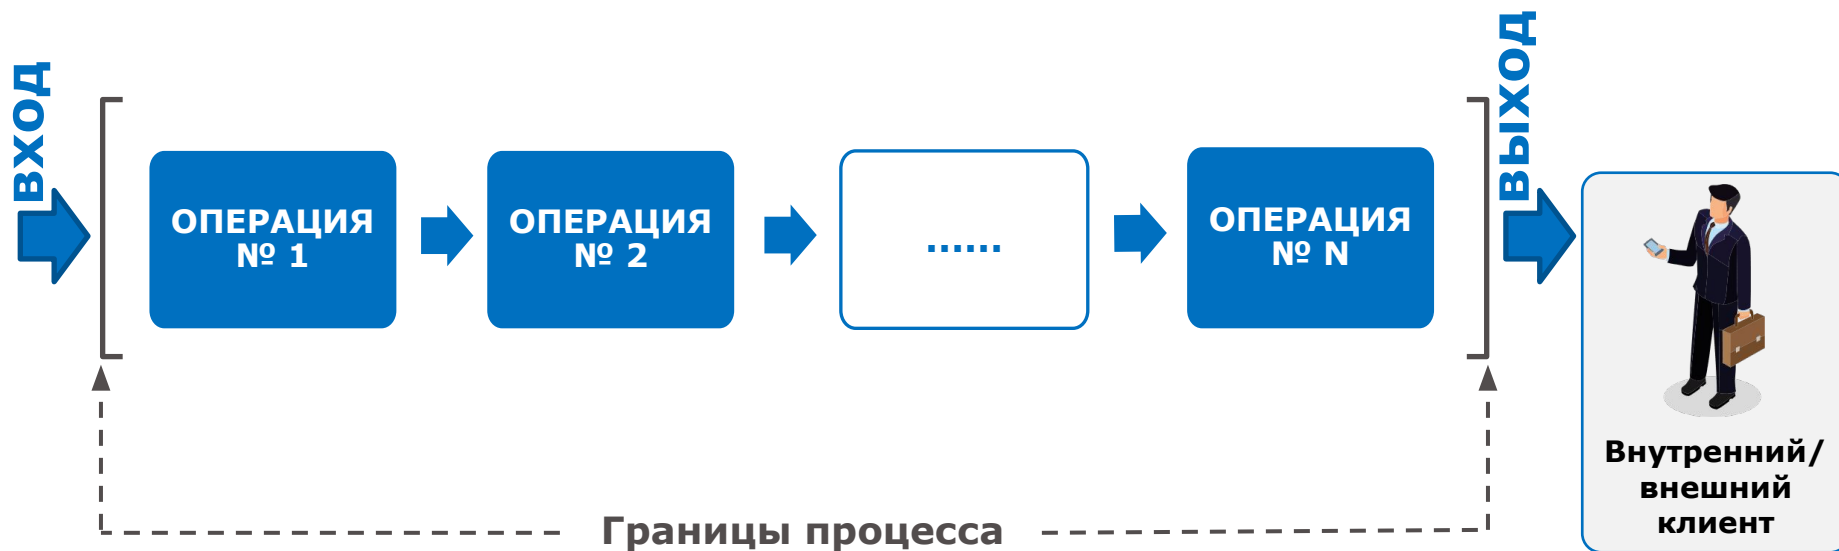 ВХОД
ОПЕРАЦИЯ
№ 1
ОПЕРАЦИЯ
№ 2
......
ОПЕРАЦИЯ
№ N
ВЫХОД
Внутренний/
внешний
клиент
Границы процесса